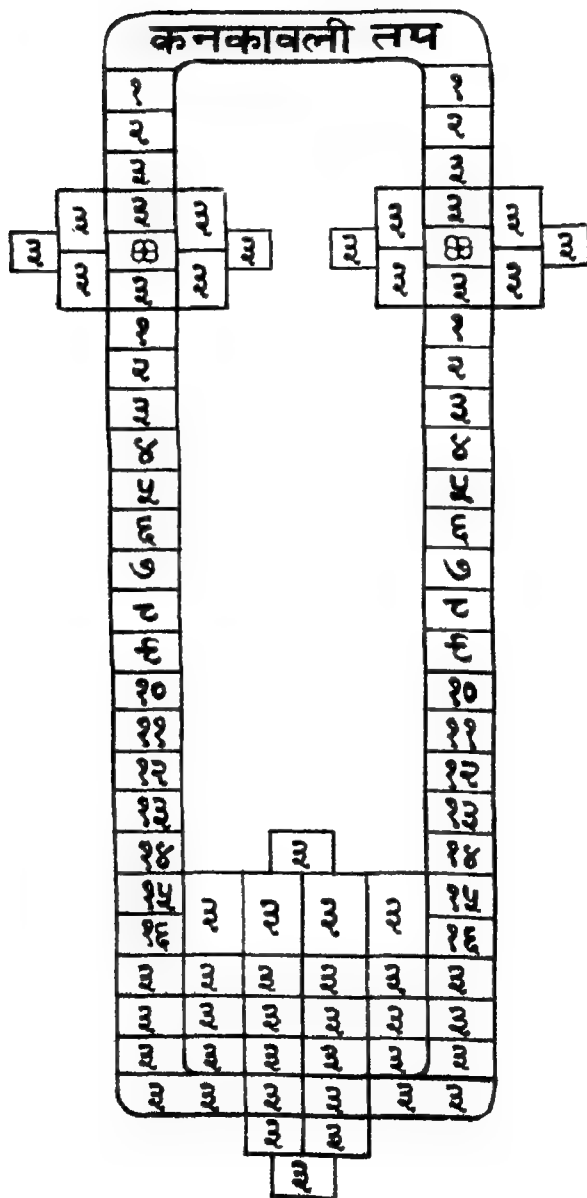 कनकावली तप
१ १
२ २
३ ३
३ ३ ३ ३ ३ ३
३ ३ ३ ३
३ ३ ३ ३ ३ ३
१ १
२ २
३ ३
४ ४
५ ५
६ ६
७ ७
८ ८
९ ९
१० १०
११ ११
१२ १२
१३ १३
१४ ३ १४
१५ ३ ३ ३ ३ १५
१६ १६
३ ३ ३ ३ ३ ३
३ ३ ३ ३ ३ ३
३ ३ ३ ३ ३ ३
३ ३ ३ ३ ३ ३
३ ३
३